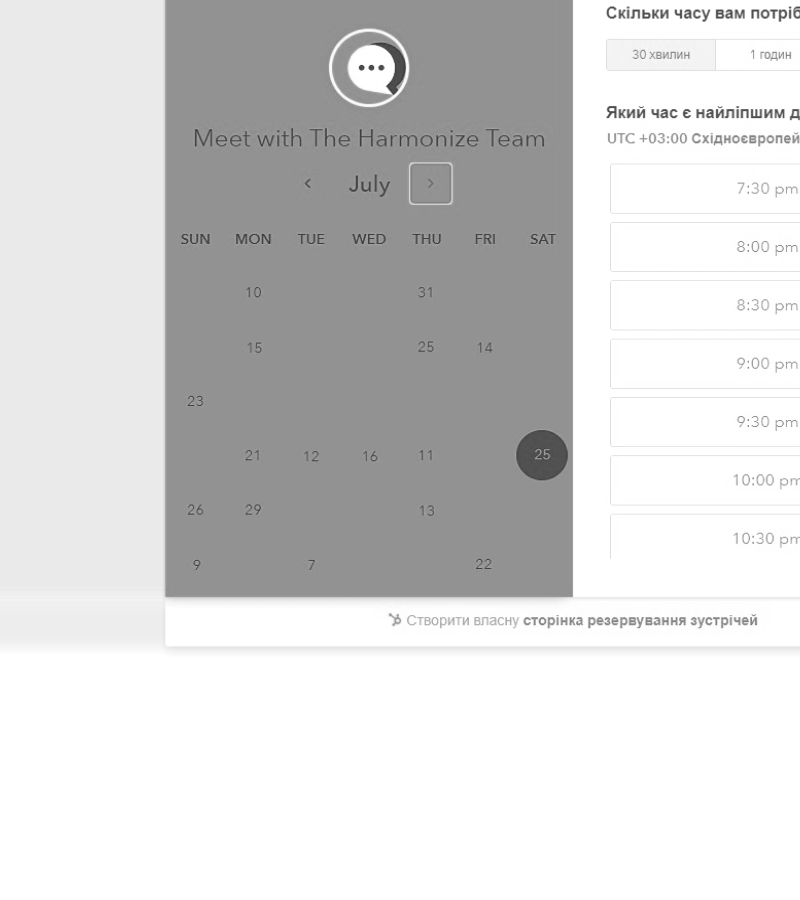 Meet with The Harmonize Team
July
SUN MON TUE WED THU FRI SAT
10 31
15 25 14
23
21 12 16 11 25
26 29 13
9 7 22
Скільки часу вам
30 хвилин 1 годин
Який час є найліпшим
UTC +03:00
7:30 pm
8:00 pm
8:30 pm
9:00 pm
9:30 pm
10:00 pm
10:30 pm
Створити власну сторінка резервування зустрічей